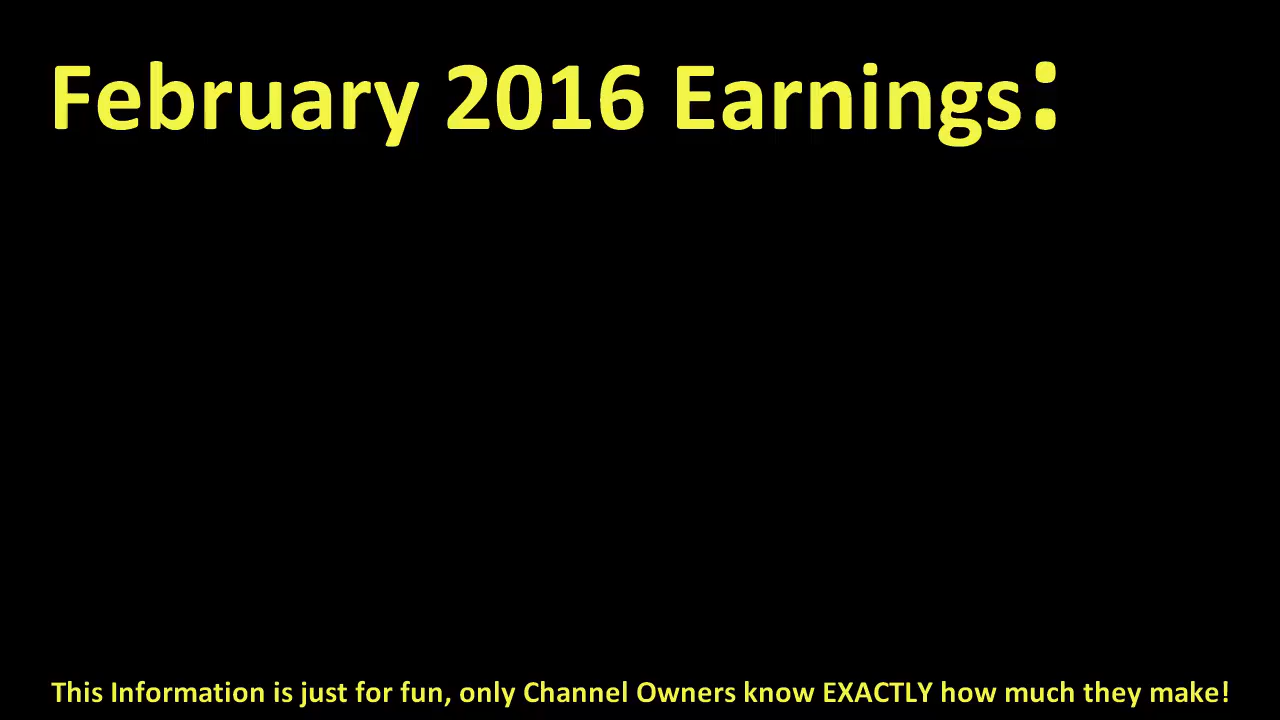 February 2016 Earnings:
This Information is just for fun, only Channel Owners know EXACTLY how much they make!